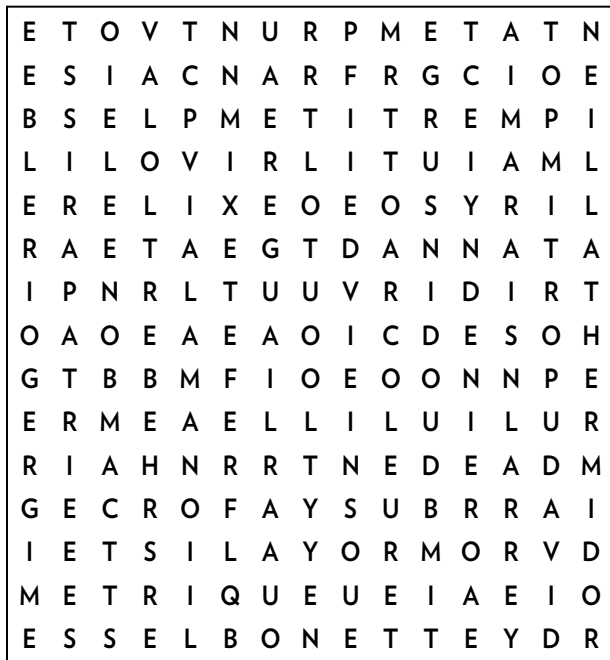 E T O V T N U R P M E T A T N
E S I A C N A R F R G C I O E
B S E L P M E T I T R E M P I
L I L O V I R L I T U I A M L
E R E L I X E O E O S Y R I L
R A E T A E G T D A N N A T A
I P N R L T U U V R I D I R T
O A O E A E A O I C D E S O H
G T B B M F I O E O O N N P E
E R M E A E L L I L U I L U R
R I A H N R R T N E D E A D M
G E C R O F A Y S U B R R A I
I E T S I L A Y O R M O R V D
M E T R I Q U E U E I A E I O
E S S E L B O N E T T E Y D R